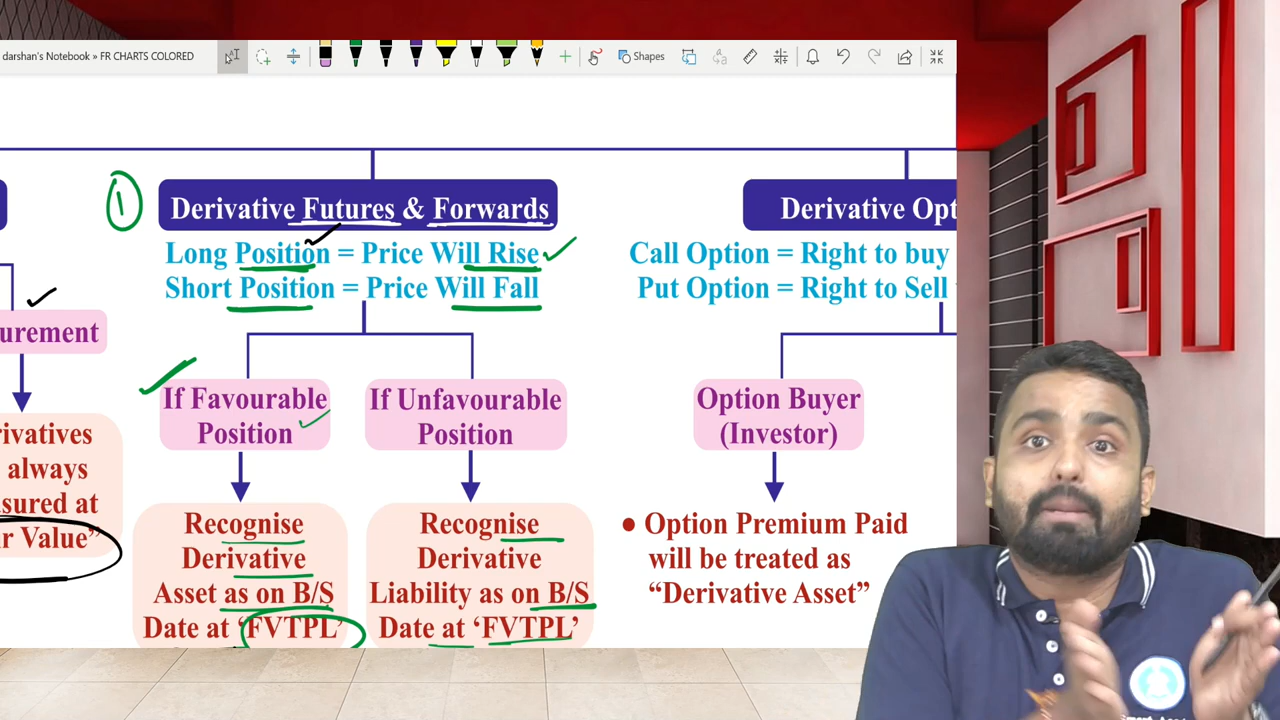 darshan's Notebook » FR CHARTS COLORED
Shapes
1
Derivative Futures & Forwards
Long Position = Price Will Rise
Short Position = Price Will Fall
If Favourable
Position
Recognise
Derivative
Asset as on B/S
Date at ‘FVTPL’
If Unfavourable
Position
Recognise
Derivative
Liability as on B/S
Date at ‘FVTPL’
Derivative Opt
Call Option = Right to buy
Put Option = Right to Sell
Option Buyer
(Investor)
● Option Premium Paid
will be treated as
“Derivative Asset”
urement
rivatives
always
sured at
r Value”